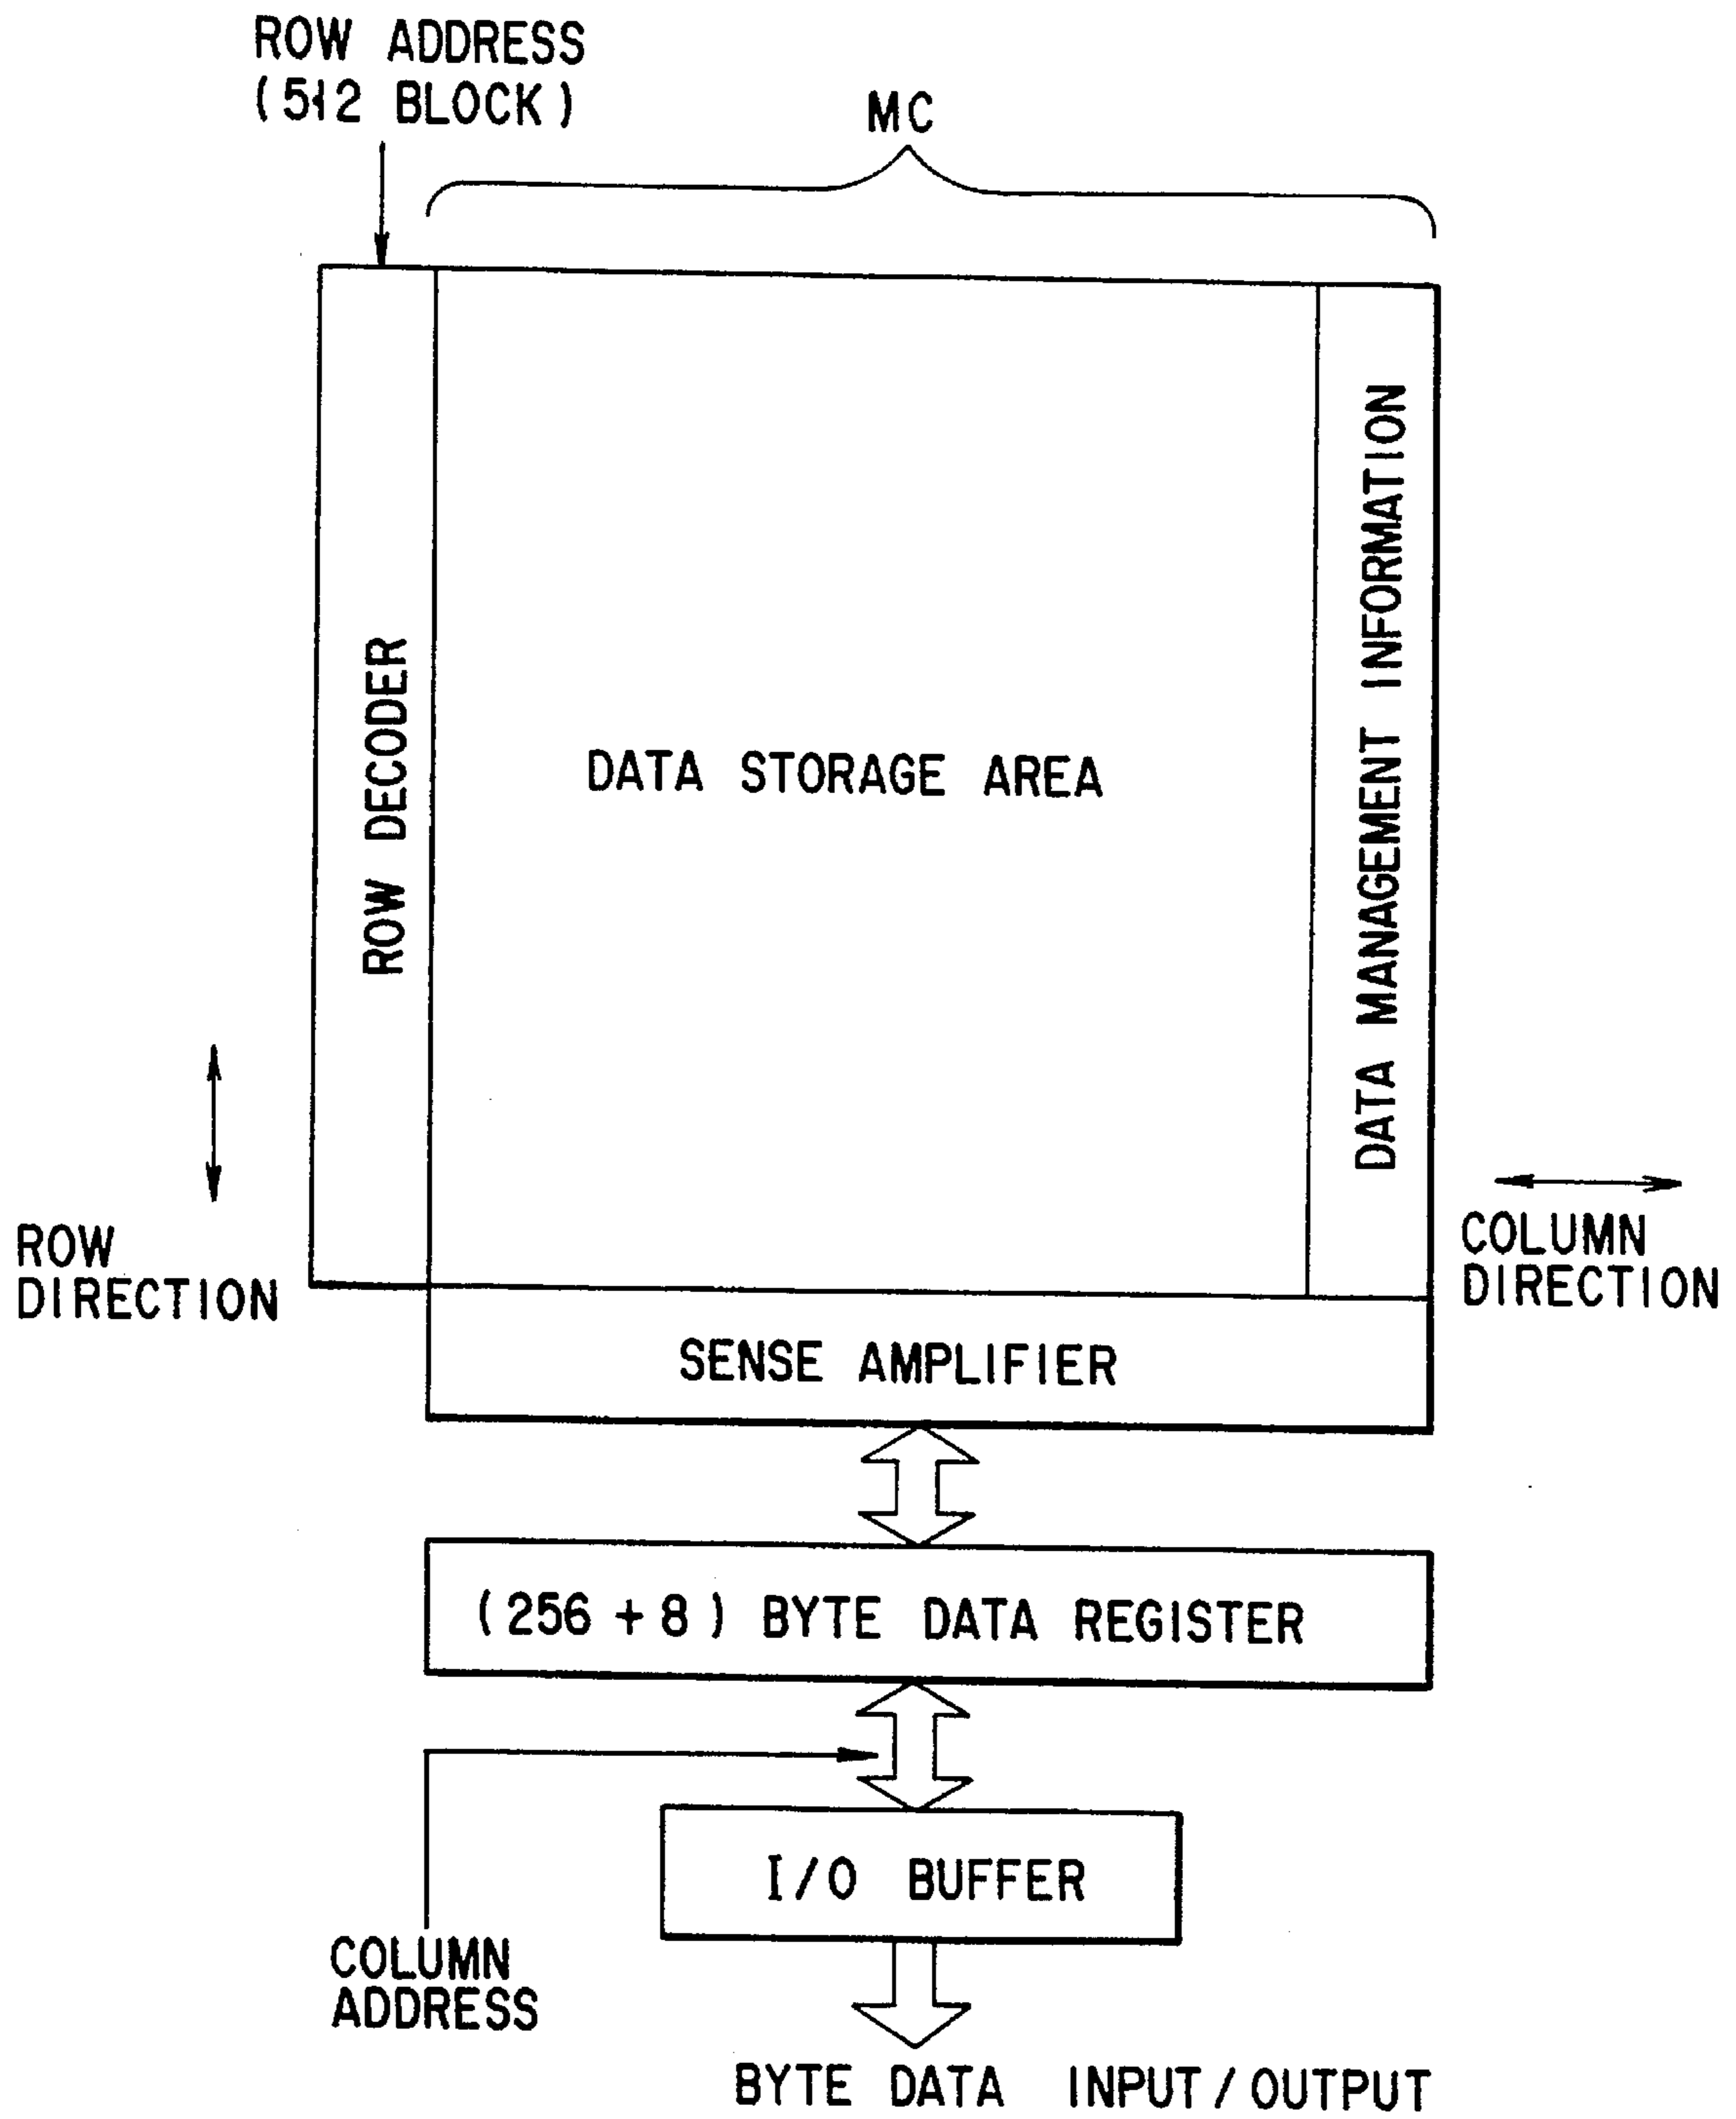 ROW ADDRESS
(512 BLOCK)
MC
ROW DECODER
DATA STORAGE AREA
DATA MANAGEMENT INFORMATION
ROW
DIRECTION
COLUMN
DIRECTION
SENSE AMPLIFIER
(256 + 8) BYTE DATA REGISTER
I/O BUFFER
COLUMN
ADDRESS
BYTE DATA INPUT/OUTPUT